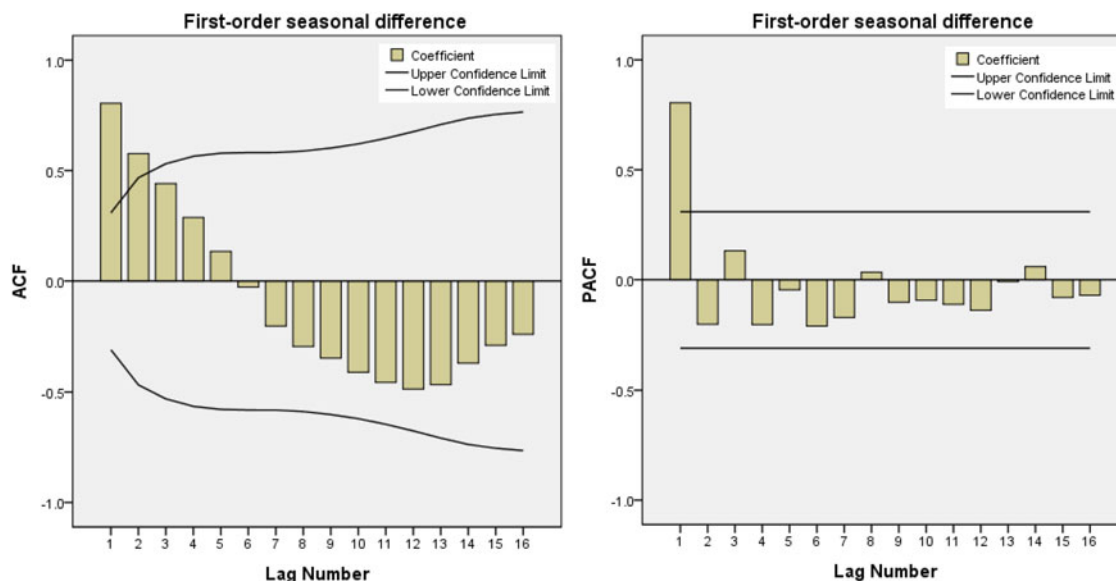 First-order seasonal difference
Coefficient
Upper Confidence Limit
Lower Confidence Limit
1.0
0.5
0.0
-0.5
-1.0
ACF
1 2 3 4 5 6 7 8 9 10 11 12 13 14 15 16
Lag Number
First-order seasonal difference
Coefficient
Upper Confidence Limit
Lower Confidence Limit
1.0
0.5
0.0
-0.5
-1.0
PACF
1 2 3 4 5 6 7 8 9 10 11 12 13 14 15 16
Lag Number